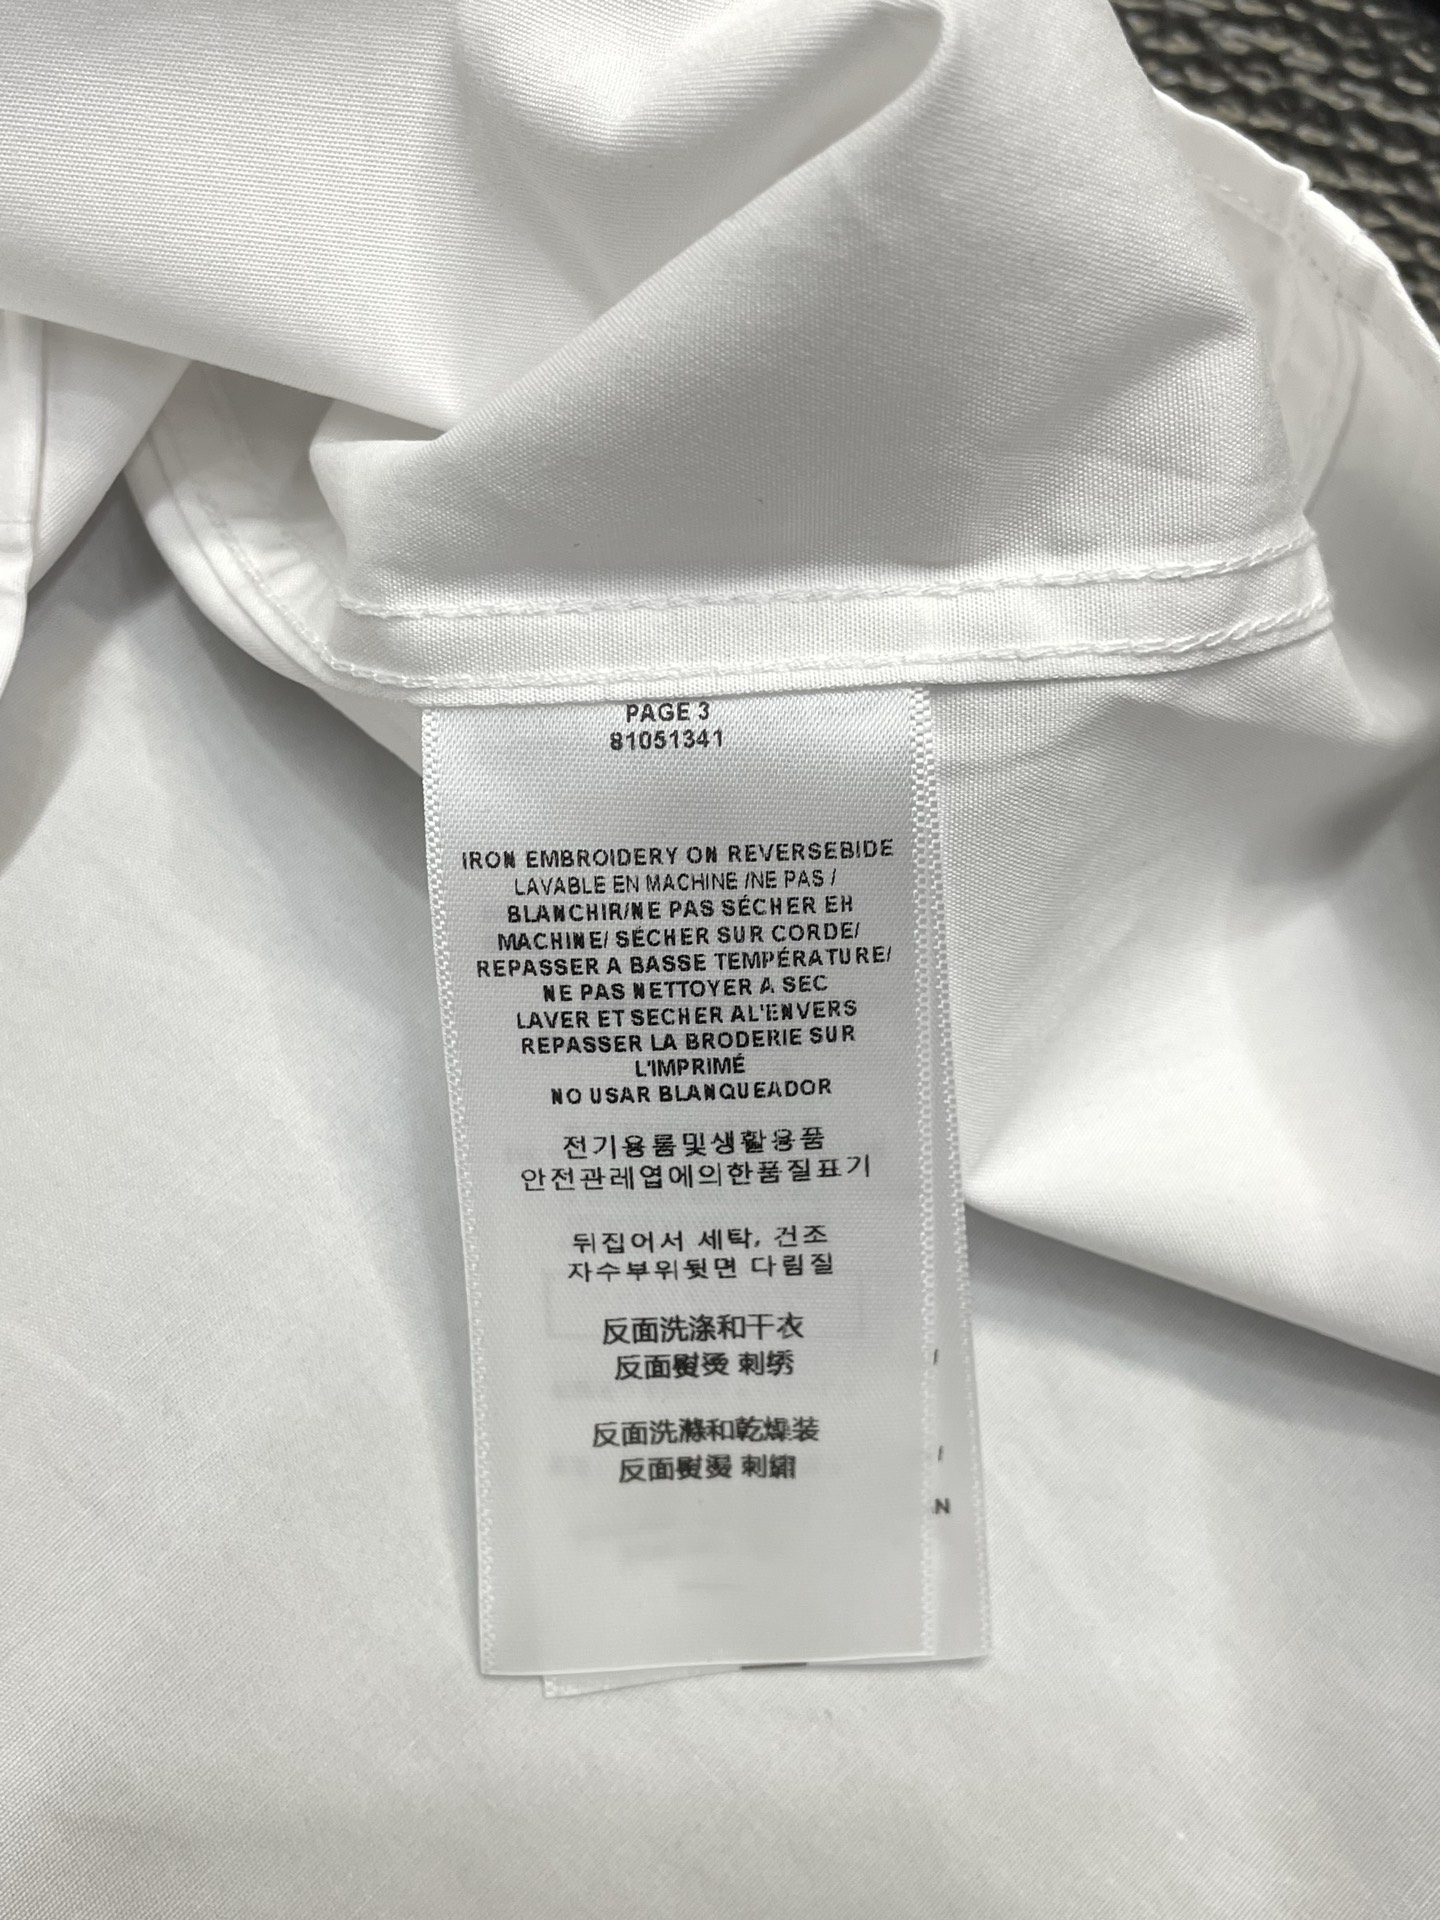 PAGE 3
81051341
IRON EMBROIDERY ON REVERSEBIDE
LAVABLE EN MACHINE /NE PAS /
BLANCHIR/NE PAS SÉCHER EH
MACHINE/ SÉCHER SUR CORDE/
REPASSER A BASSE TEMPÉRATURE/
NE PAS NETTOYER A SEC
LAVER ET SECHER AL'ENVERS
REPASSER LA BRODERIE SUR
L'IMPRIMÉ
NO USAR BLANQUEADOR
전기용품및생활용품
안전관레엽에의한품질표기
뒤집어서 세탁, 건조
자수부위뒷면 다림질
反面洗涤和干衣
反面熨烫 刺绣
反面洗滌和乾燥装
反面熨燙 刺繡
/
/
N